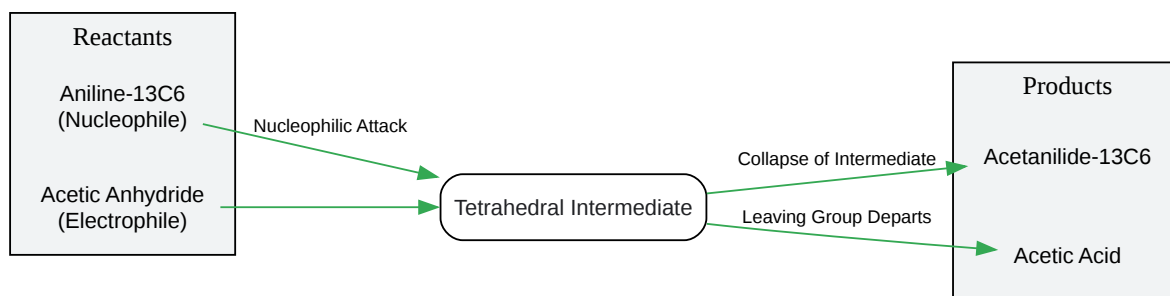 Reactants
Aniline-13C6
(Nucleophile)
Acetic Anhydride
(Electrophile)
Nucleophilic Attack
Tetrahedral Intermediate
Collapse of Intermediate
Leaving Group Departs
Products
Acetanilide-13C6
Acetic Acid